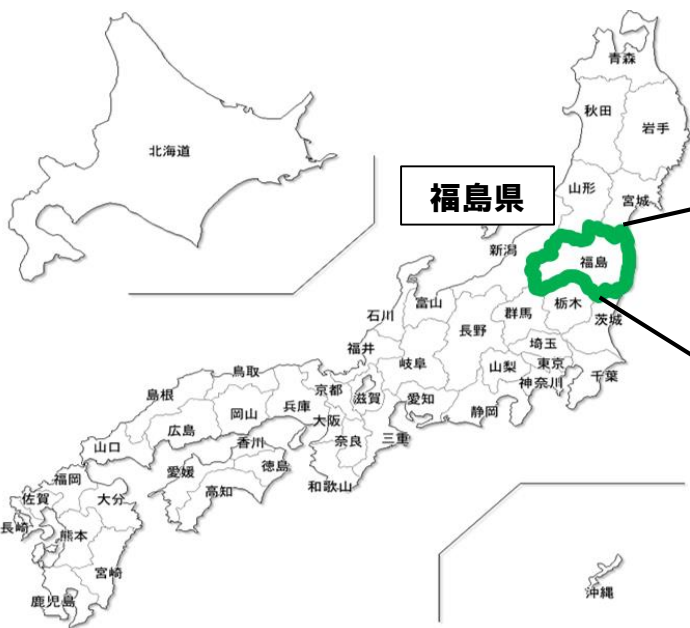 青森
秋田
岩手
北海道
山形
宮城
福島県
新潟
福島
富山
石川
群馬
栃木
茨城
長野
福井
岐阜
埼玉
山梨
東京
千葉
神奈川
鳥取
京都
滋賀
愛知
静岡
島根
岡山
兵庫
大阪
奈良
三重
広島
山口
香川
徳島
愛媛
高知
和歌山
福岡
佐賀
大分
長崎
熊本
宮崎
鹿児島
沖縄